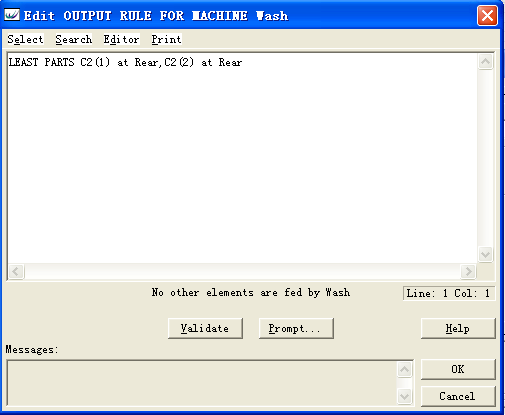 Edit OUTPUT RULE FOR MACHINE Wash
Select Search Editor Print
LEAST PARTS C2(1) at Rear,C2(2) at Rear
No other elements are fed by Wash
Line: 1 Col: 1
Validate Prompt... Help
Messages:
OK
Cancel